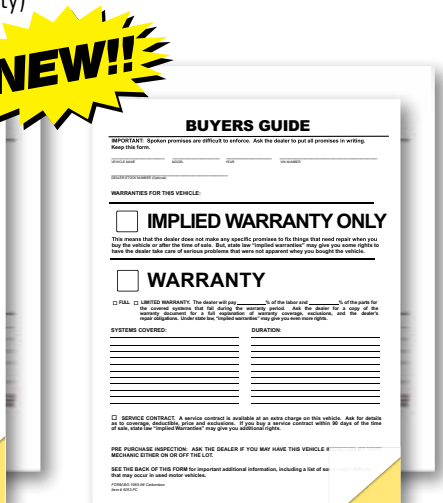 ty)
NEW!!
BUYERS GUIDE
IMPORTANT: Spoken promises are difficult to enforce. Ask the dealer to put all promises in writing.
Keep this form.
VEHICLE MAKE MODEL YEAR VIN NUMBER
DEALER STOCK NUMBER (Optional)
WARRANTIES FOR THIS VEHICLE:
IMPLIED WARRANTY ONLY
This means that the dealer does not make any specific promises to fix things that need repair when you
buy the vehicle or after the time of sale. But, state law "implied warranties" may give you some rights to
have the dealer take care of serious problems that were not apparent when you bought the vehicle.
WARRANTY
FULL LIMITED WARRANTY. The dealer will pay % of the labor and % of the parts for
the covered systems that fail during the warranty period. Ask the dealer for a copy of the
warranty document for a full explanation of warranty coverage, exclusions, and the dealer's
repair obligations. Under state law, "implied warranties" may give you even more rights.
SYSTEMS COVERED: DURATION:
SERVICE CONTRACT. A service contract is available at an extra charge on this vehicle. Ask for details
as to coverage, deductible, price and exclusions. If you buy a service contract within 90 days of the time
of sale, state law "implied Warranties" may give you additional rights.
PRE PURCHASE INSPECTION: ASK THE DEALER IF YOU MAY HAVE THIS VEHICLE
MECHANIC EITHER ON OR OFF THE LOT.
SEE THE BACK OF THIS FORM for important additional information, including a list of
that may occur in used motor vehicles.